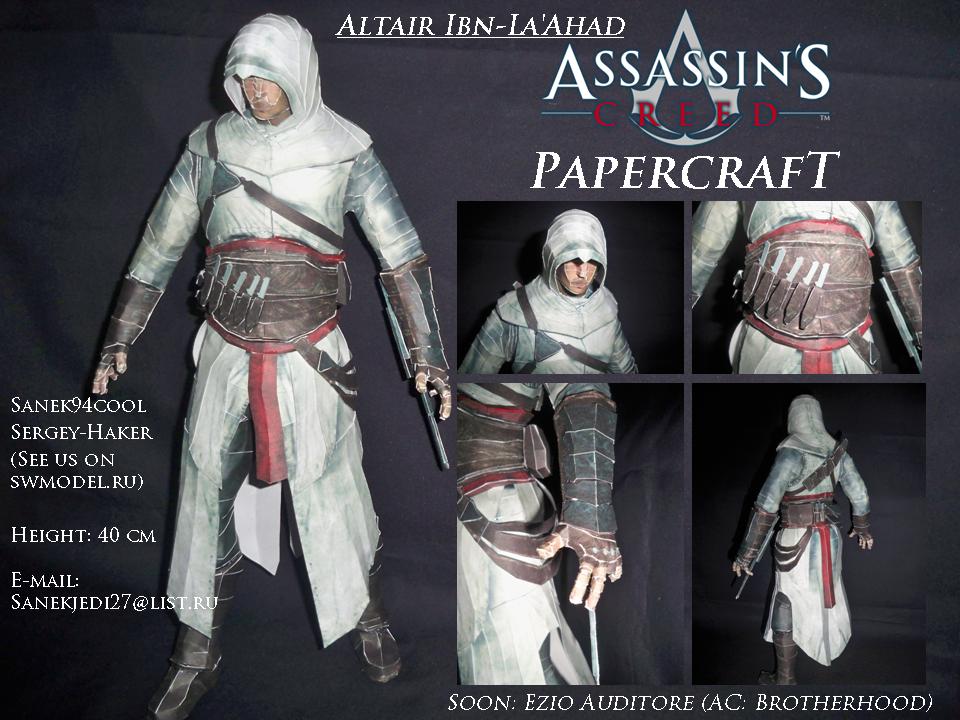 Altair Ibn-La'Ahad
Assassin's
Creed
TM
Papercraft
Sanek94cool
Sergey-Haker
(See us on
swmodel.ru)
Height: 40 cm
E-mail:
Sanekjedi27@list.ru
Soon: Ezio Auditore (AC: Brotherhood)